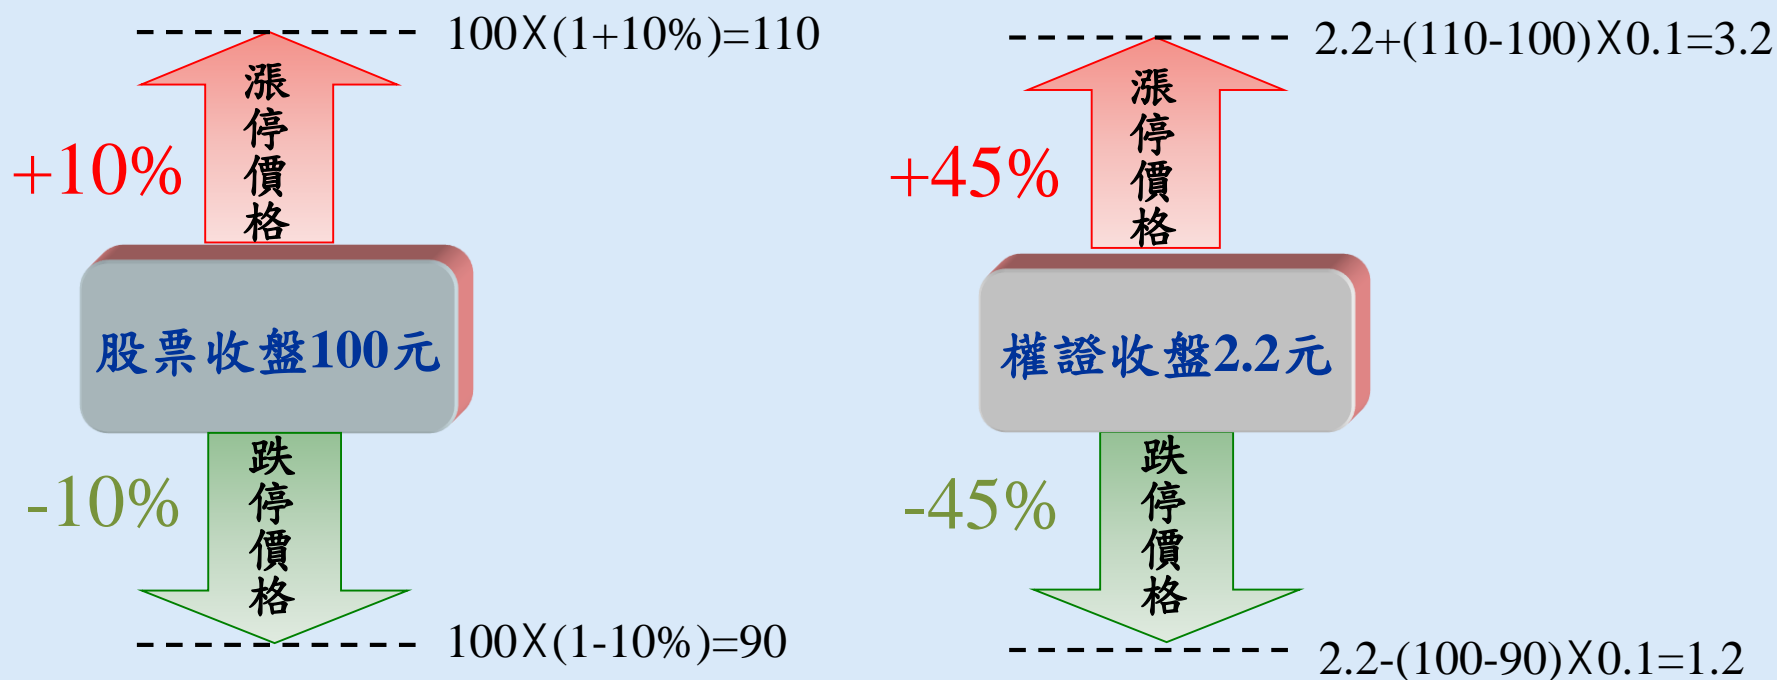 100X(1+10%)=110
漲停價格
+10%
股票收盤100元
跌停價格
-10%
100X(1-10%)=90
2.2+(110-100)X0.1=3.2
漲停價格
+45%
權證收盤2.2元
跌停價格
-45%
2.2-(100-90)X0.1=1.2